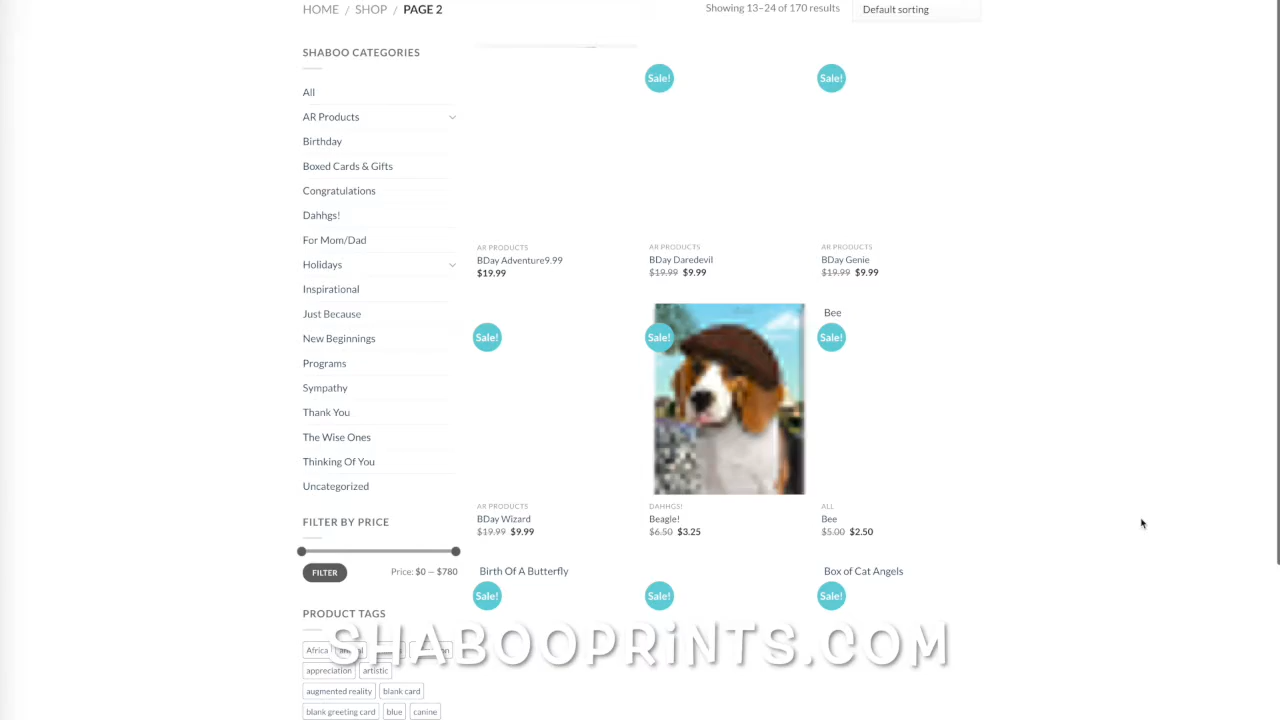 HOME / SHOP / PAGE 2
Showing 13–24 of 170 results
Default sorting
SHABOO CATEGORIES
All
AR Products
Birthday
Boxed Cards & Gifts
Congratulations
Dahhgs!
For Mom/Dad
Holidays
Inspirational
Just Because
New Beginnings
Programs
Sympathy
Thank You
The Wise Ones
Thinking Of You
Uncategorized
FILTER BY PRICE
FILTER
Price: $0 — $780
PRODUCT TAGS
Africa
appreciation
artistic
augmented reality
blank card
blank greeting card
blue
canine
AR PRODUCTS
BDay Adventure9.99
$19.99
Sale!
AR PRODUCTS
BDay Daredevil
$19.99 $9.99
Sale!
AR PRODUCTS
BDay Genie
$19.99 $9.99
Sale!
AR PRODUCTS
BDay Wizard
$19.99 $9.99
Sale!
DAHHGS!
Beagle!
$6.50 $3.25
Bee
Sale!
ALL
Bee
$5.00 $2.50
Birth Of A Butterfly
Sale!
Sale!
Box of Cat Angels
Sale!
SHABOOPRINTS.COM